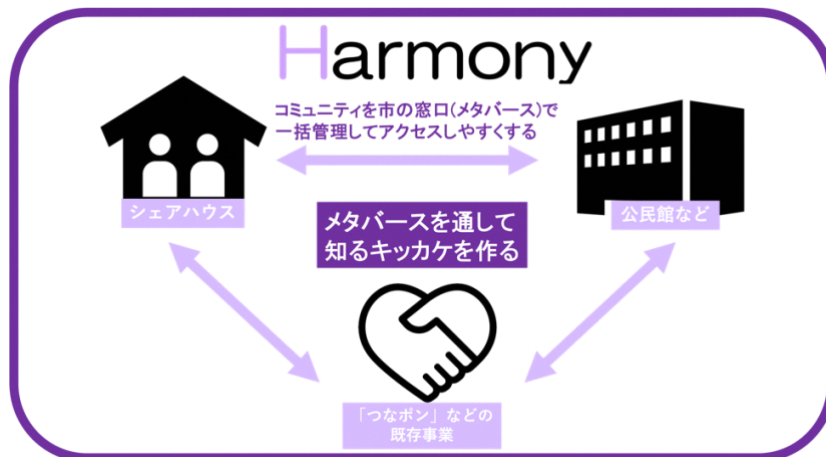 Harmony
コミュニティを市の窓口(メタバース)で
一括管理してアクセスしやすくする
シェアハウス
公民館など
メタバースを通して
知るキッカケを作る
「つなポン」などの
既存事業